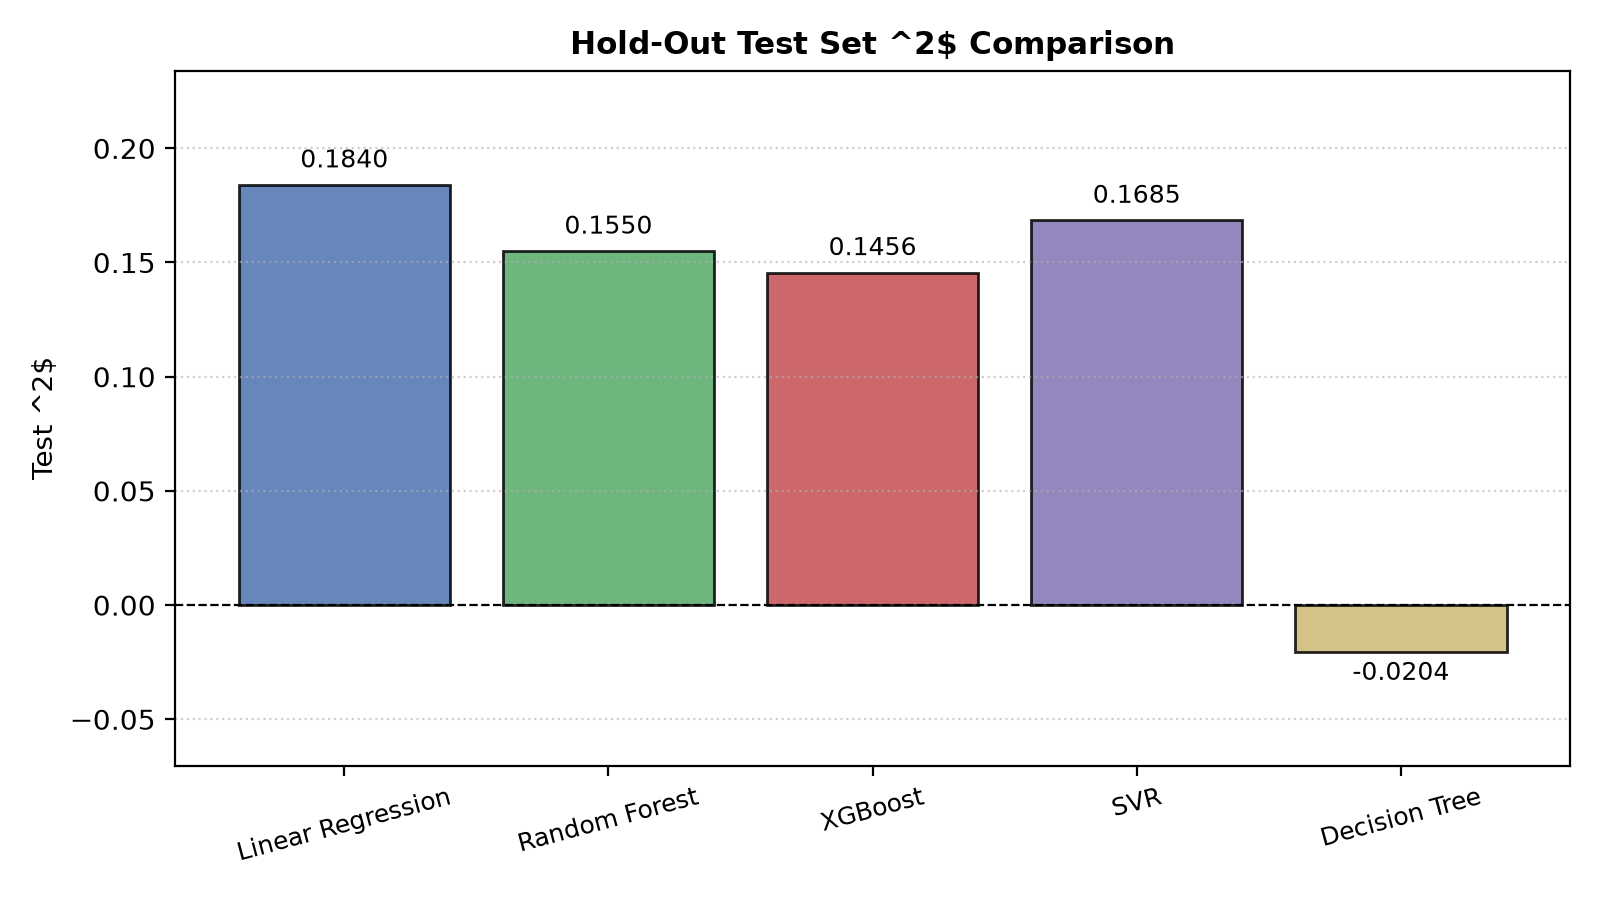 Hold-Out Test Set ^2$ Comparison
Test ^2$
0.20
0.15
0.10
0.05
0.00
−0.05
0.1840
0.1550
0.1456
0.1685
-0.0204
Linear Regression
Random Forest
XGBoost
SVR
Decision Tree